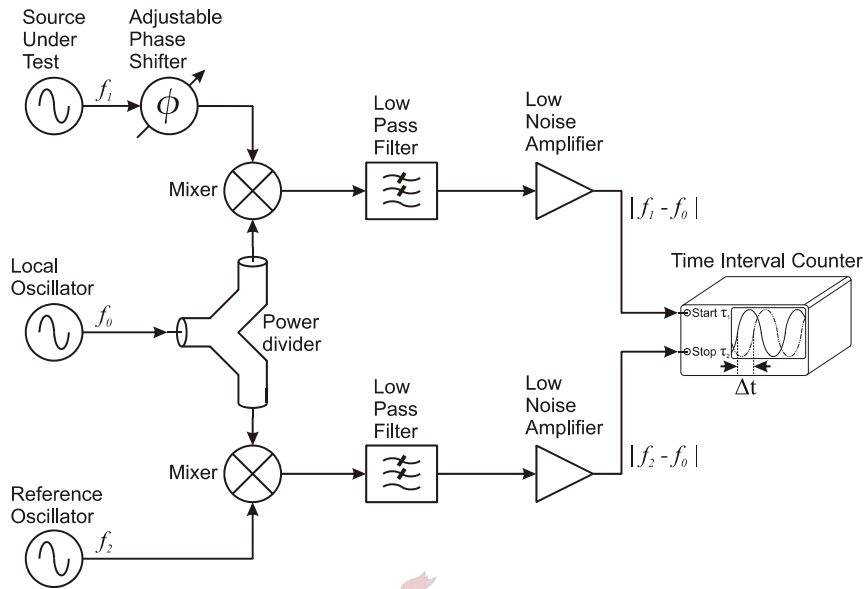 Source
Under
Test
Adjustable
Phase
Shifter
f₁
ϕ
Low
Pass
Filter
Low
Noise
Amplifier
Mixer
| f₁ - f₀ |
Time Interval Counter
Local
Oscillator
f₀
Power
divider
Start τ₁
Stop τ₂
Δt
Low
Pass
Filter
Low
Noise
Amplifier
Mixer
| f₂ - f₀ |
Reference
Oscillator
f₂